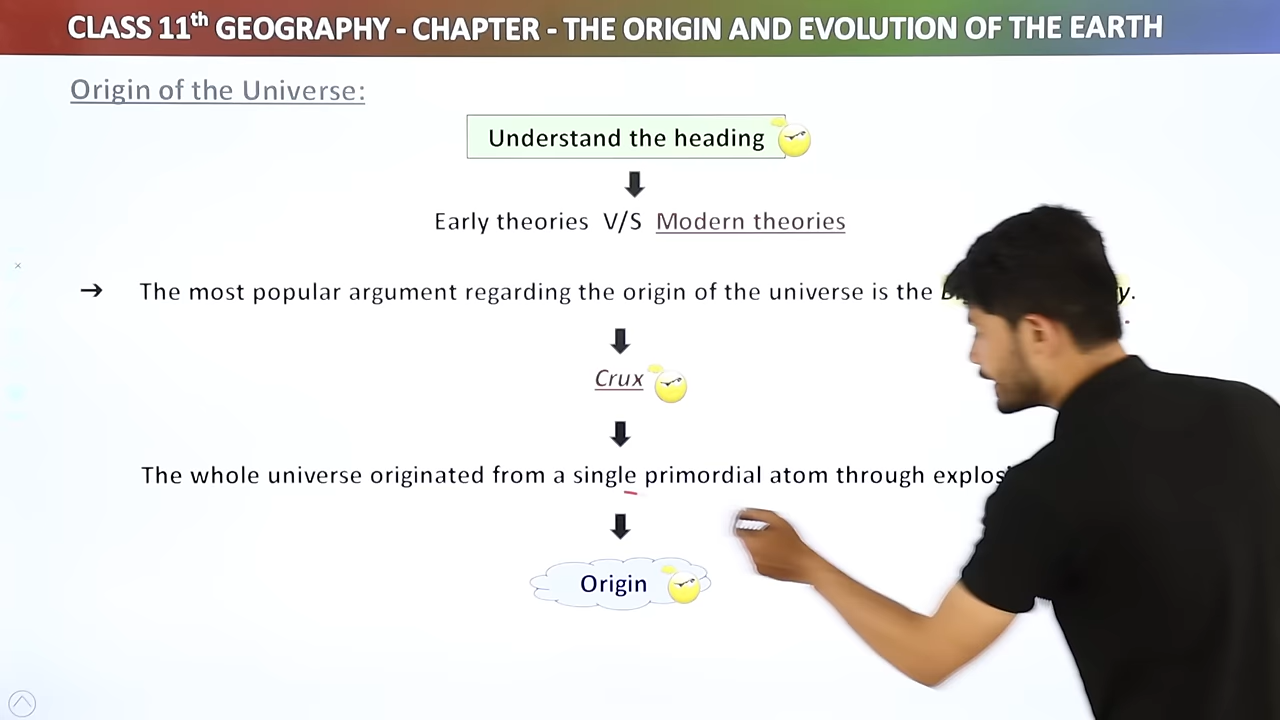 CLASS 11th GEOGRAPHY - CHAPTER - THE ORIGIN AND EVOLUTION OF THE EARTH
Origin of the Universe:
Understand the heading
Early theories V/S Modern theories
→ The most popular argument regarding the origin of the universe is the
Crux
The whole universe originated from a single primordial atom through
Origin